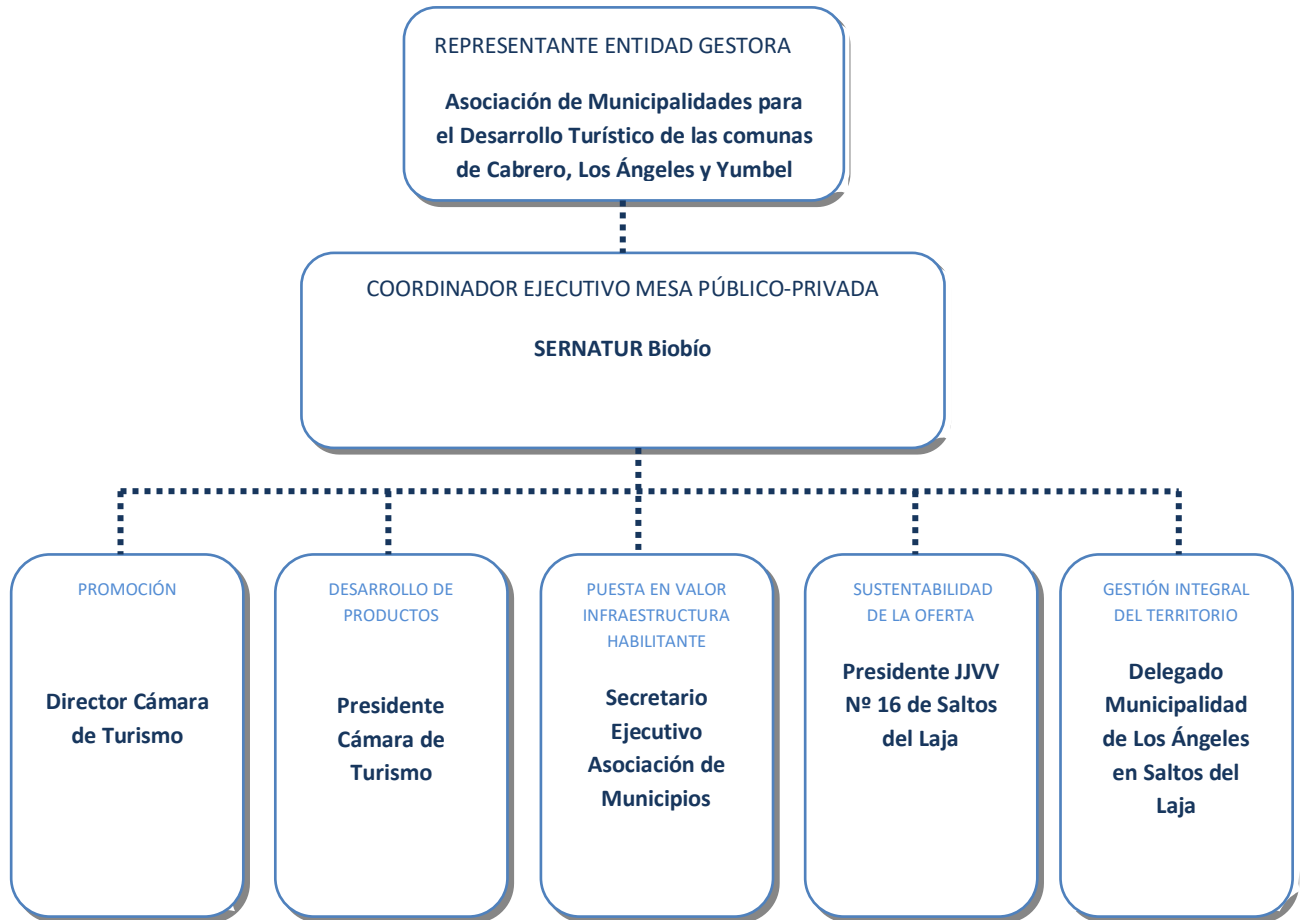 REPRESENTANTE ENTIDAD GESTORA
Asociación de Municipalidades para
el Desarrollo Turístico de las comunas
de Cabrero, Los Ángeles y Yumbel
COORDINADOR EJECUTIVO MESA PÚBLICO-PRIVADA
SERNATUR Biobío
PROMOCIÓN
Director Cámara
de Turismo
DESARROLLO DE
PRODUCTOS
Presidente
Cámara de
Turismo
PUESTA EN VALOR
INFRAESTRUCTURA
HABILITANTE
Secretario
Ejecutivo
Asociación de
Municipios
SUSTENTABILIDAD
DE LA OFERTA
Presidente JJVV
Nº 16 de Saltos
del Laja
GESTIÓN INTEGRAL
DEL TERRITORIO
Delegado
Municipalidad
de Los Ángeles
en Saltos del
Laja